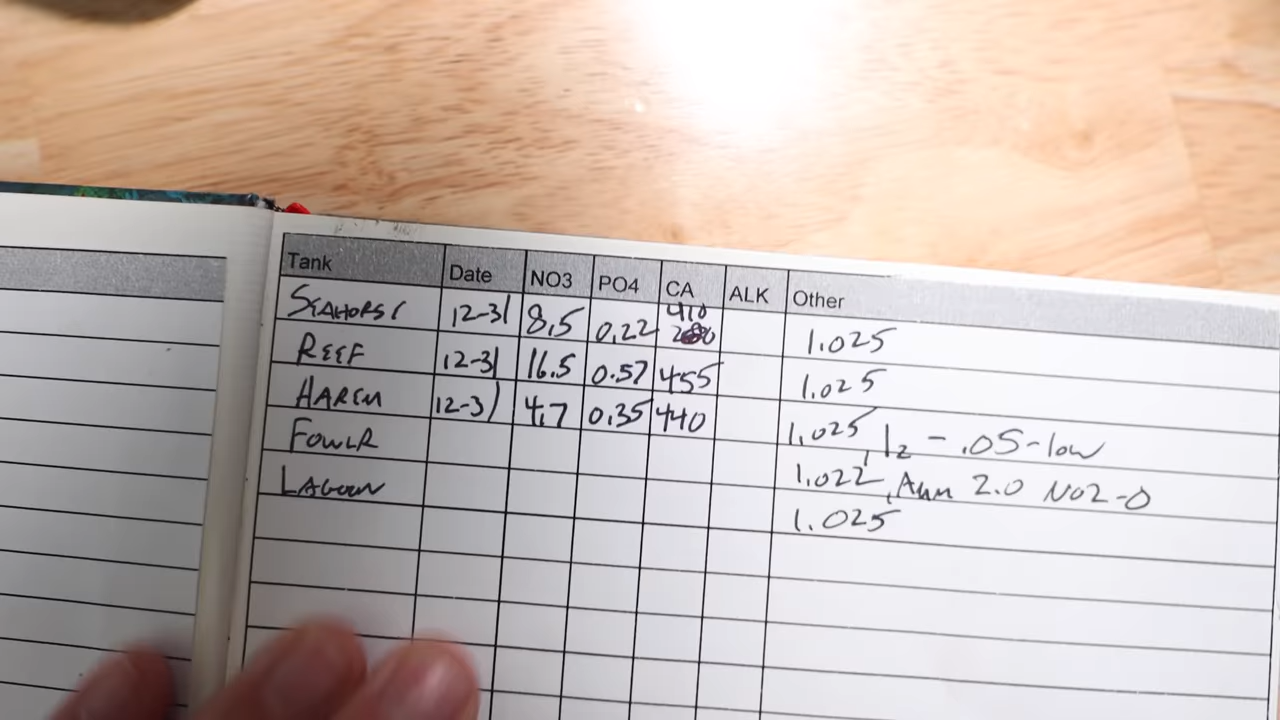 Tank Date NO3 PO4 CA ALK Other
SEAHORSE 12-31 8.5 0.22 410 1.025
REEF 12-31 16.5 0.57 455 1.025
HAREM 12-31 4.7 0.35 440 1.025, I2 - .05-low
FOWLR 1.022, Amm 2.0 NO2-0
LAGOON 1.025